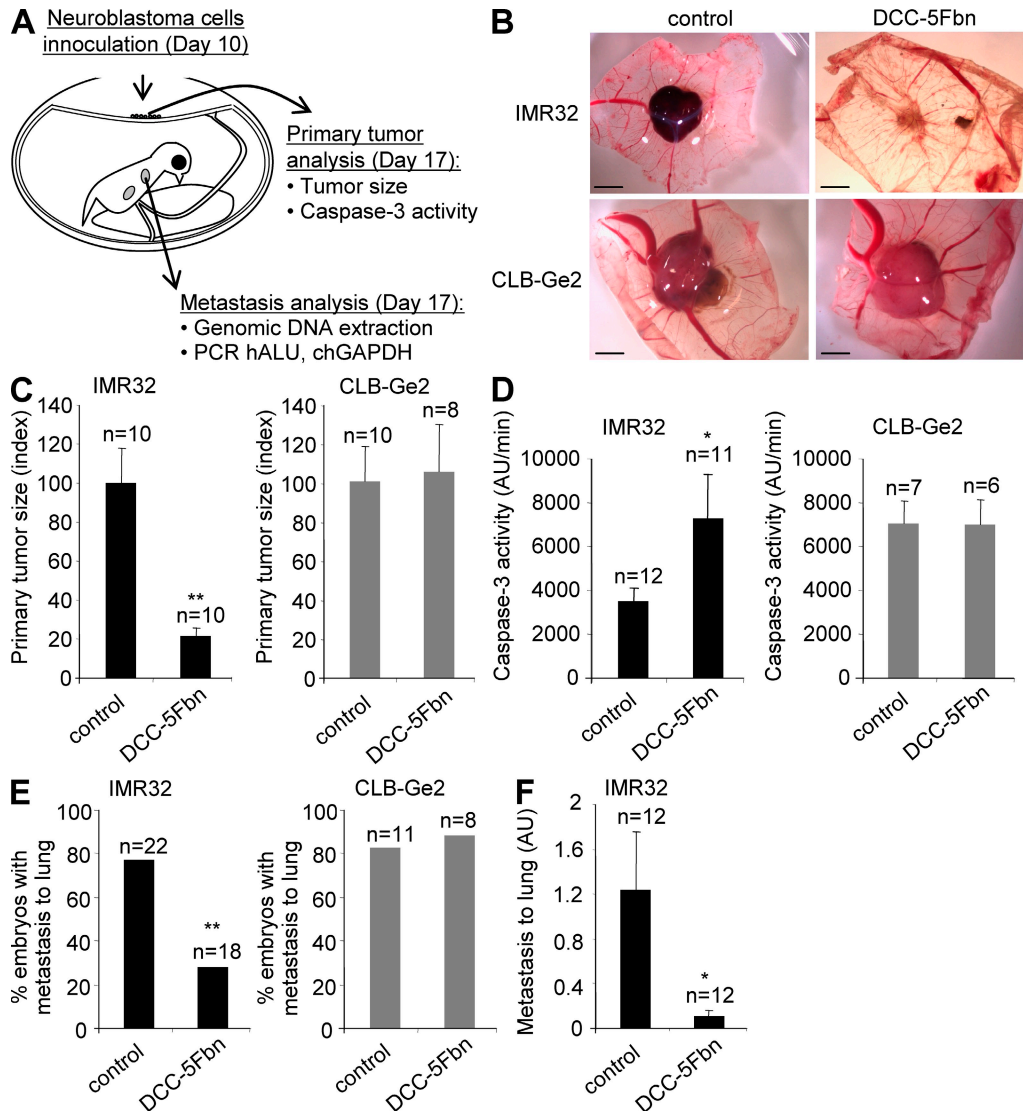 A
Neuroblastoma cells
innoculation (Day 10)
Primary tumor
analysis (Day 17):
• Tumor size
• Caspase-3 activity
Metastasis analysis (Day 17):
• Genomic DNA extraction
• PCR hALU, chGAPDH
B
control
DCC-5Fbn
IMR32
CLB-Ge2
C
IMR32
Primary tumor size (index)
140
120
100
80
60
40
20
0
n=10
**
n=10
control
DCC-5Fbn
CLB-Ge2
Primary tumor size (index)
140
120
100
80
60
40
20
0
n=10
n=8
control
DCC-5Fbn
D
IMR32
Caspase-3 activity (AU/min)
10000
8000
6000
4000
2000
0
n=12
*
n=11
control
DCC-5Fbn
CLB-Ge2
Caspase-3 activity (AU/min)
10000
8000
6000
4000
2000
0
n=7
n=6
control
DCC-5Fbn
E
IMR32
% embryos with
metastasis to lung
100
80
60
40
20
0
n=22
**
n=18
control
DCC-5Fbn
CLB-Ge2
% embryos with
metastasis to lung
100
80
60
40
20
0
n=11
n=8
control
DCC-5Fbn
F
IMR32
Metastasis to lung (AU)
2
1.6
1.2
0.8
0.4
0
n=12
*
n=12
control
DCC-5Fbn